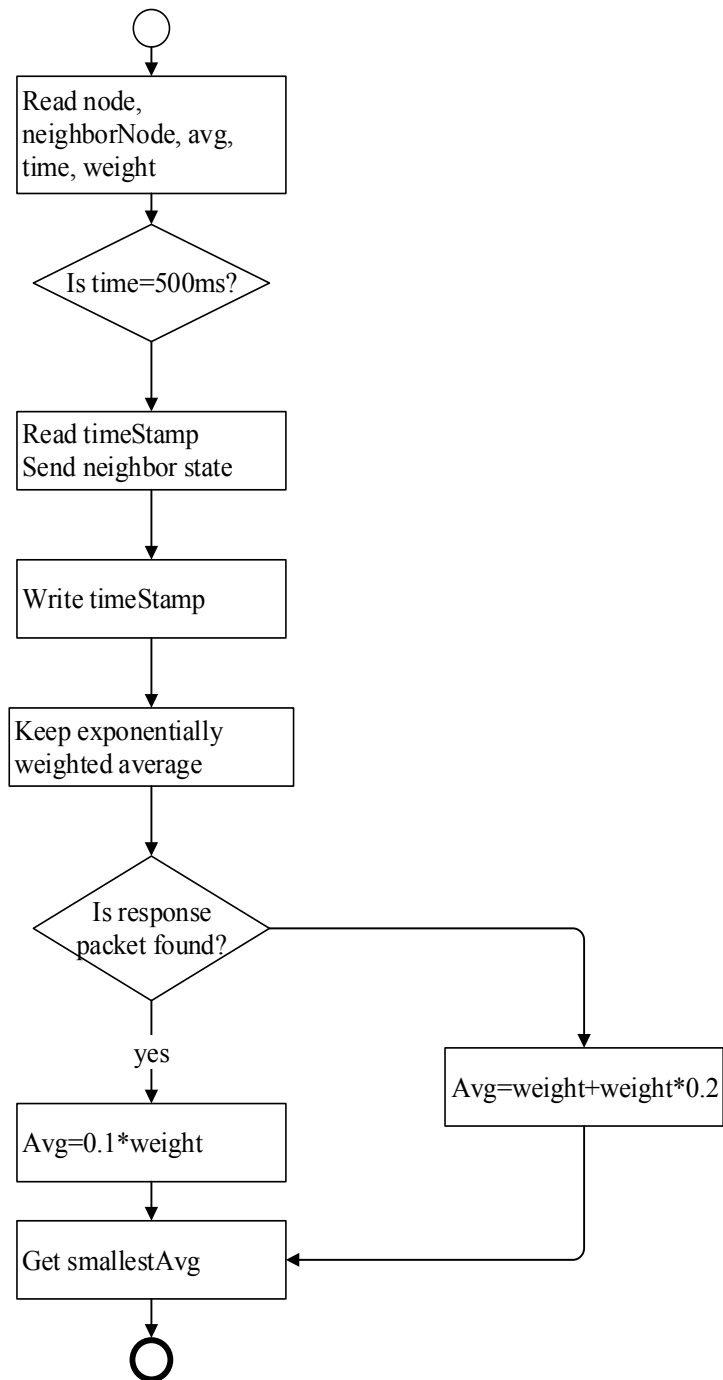 Read node,
neighborNode, avg,
time, weight
Is time=500ms?
Read timeStamp
Send neighbor state
Write timeStamp
Keep exponentially
weighted average
Is response
packet found?
yes
Avg=weight+weight*0.2
Avg=0.1*weight
Get smallestAvg